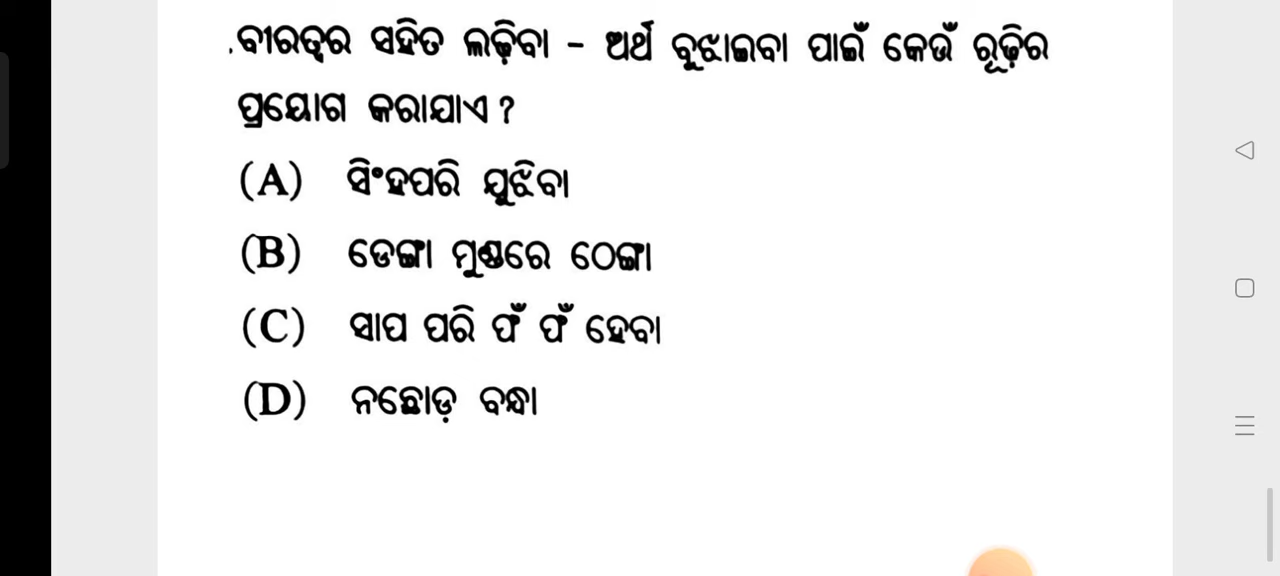 .ବୀରତ୍ୱର ସହିତ ଲଢ଼ିବା – ଅର୍ଥ ବୁଝାଇବା ପାଇଁ କେଉଁ ରୂଢ଼ିର
ପ୍ରୟୋଗ କରାଯାଏ ?
(A) ସିଂହପରି ଯୁଝିବା
(B) ଡେଙ୍ଗା ମୁଣ୍ଡରେ ଠେଙ୍ଗା
(C) ସାପ ପରି ଫଁ ଫଁ ହେବା
(D) ନଛୋଡ଼ ବନ୍ଧା